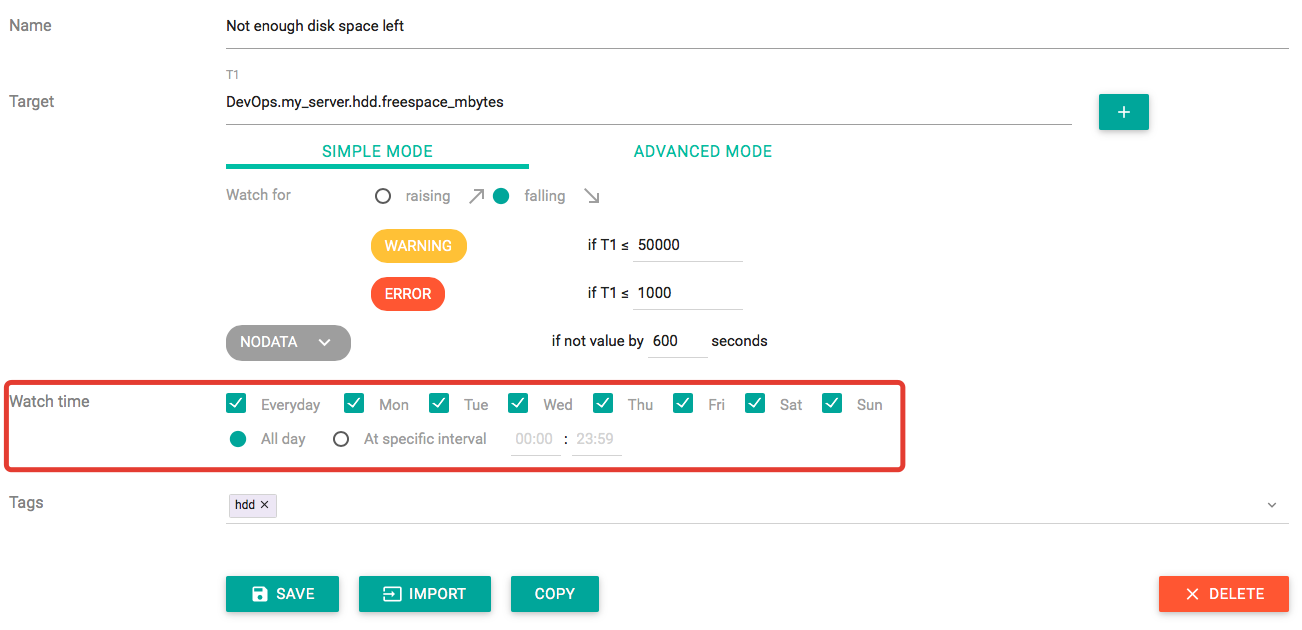 Name Not enough disk space left
T1
Target DevOps.my_server.hdd.freespace_mbytes +
SIMPLE MODE ADVANCED MODE
Watch for raising falling
WARNING if T1 ≤ 50000
ERROR if T1 ≤ 1000
NODATA if not value by 600 seconds
Watch time Everyday Mon Tue Wed Thu Fri Sat Sun
All day At specific interval 00:00 : 23:59
Tags hdd ×
SAVE IMPORT COPY × DELETE